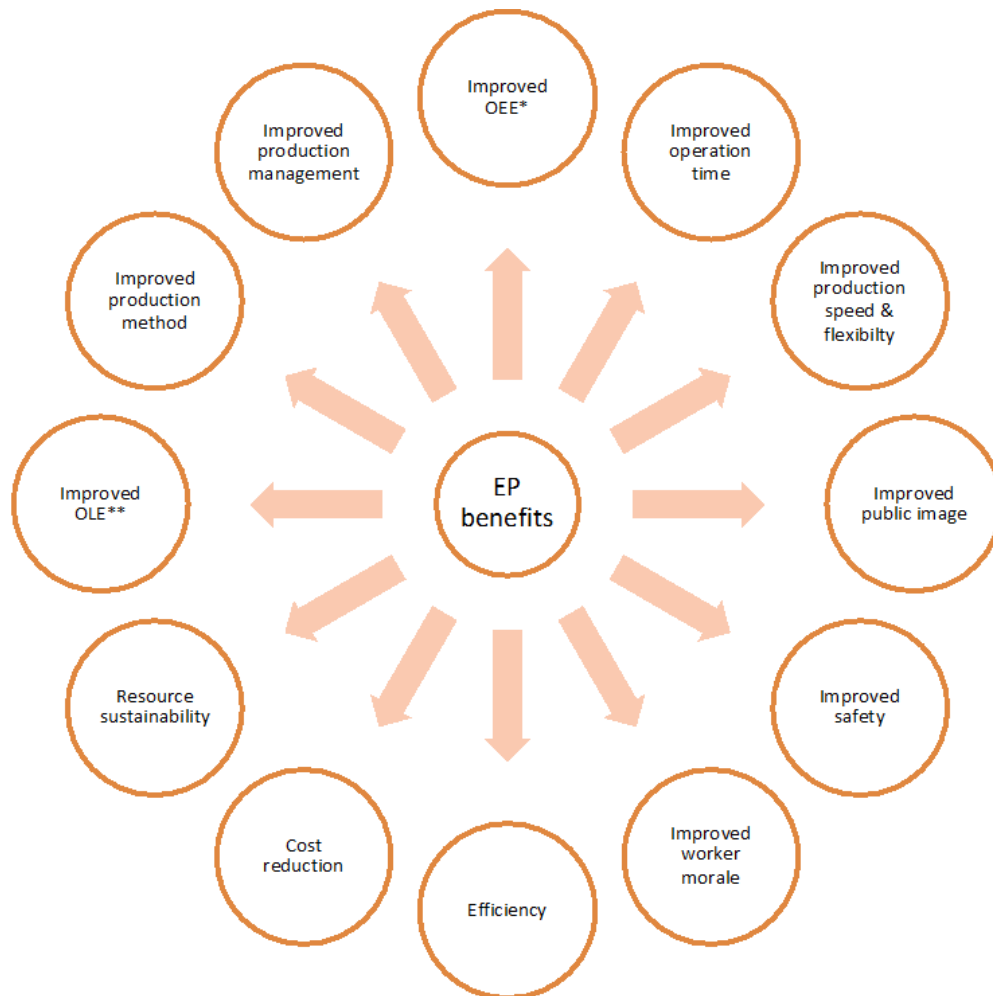 Improved
OEE*
Improved
operation
time
Improved
production
speed &
flexibilty
Improved
public image
Improved
safety
Improved
worker
morale
Efficiency
Cost
reduction
Resource
sustainability
Improved
OLE**
Improved
production
method
Improved
production
management
EP
benefits